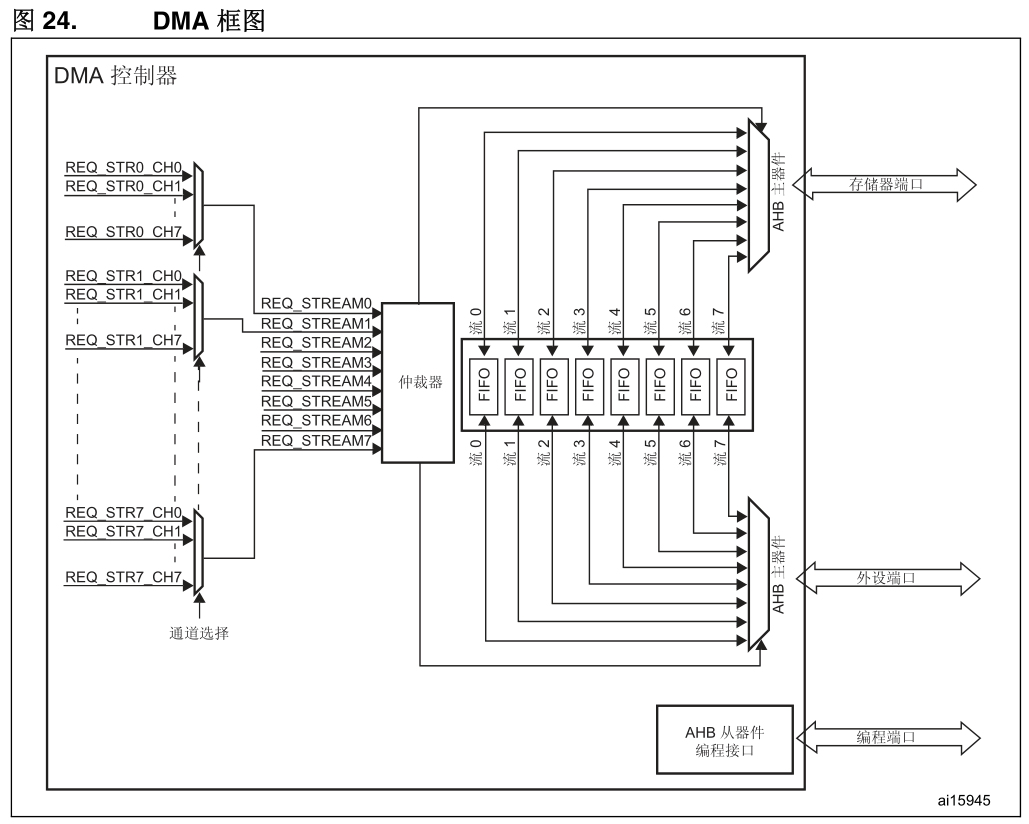 图 24. DMA 框图
DMA 控制器
REQ_STR0_CH0
REQ_STR0_CH1
REQ_STR0_CH7
REQ_STR1_CH0
REQ_STR1_CH1
REQ_STR1_CH7
REQ_STR7_CH0
REQ_STR7_CH1
REQ_STR7_CH7
通道选择
REQ_STREAM0
REQ_STREAM1
REQ_STREAM2
REQ_STREAM3
REQ_STREAM4
REQ_STREAM5
REQ_STREAM6
REQ_STREAM7
仲裁器
流 0
流 1
流 2
流 3
流 4
流 5
流 6
流 7
FIFO
FIFO
FIFO
FIFO
FIFO
FIFO
FIFO
FIFO
流 0
流 1
流 2
流 3
流 4
流 5
流 6
流 7
AHB 主器件
存储器端口
AHB 主器件
外设端口
AHB 从器件
编程接口
编程端口
ai15945